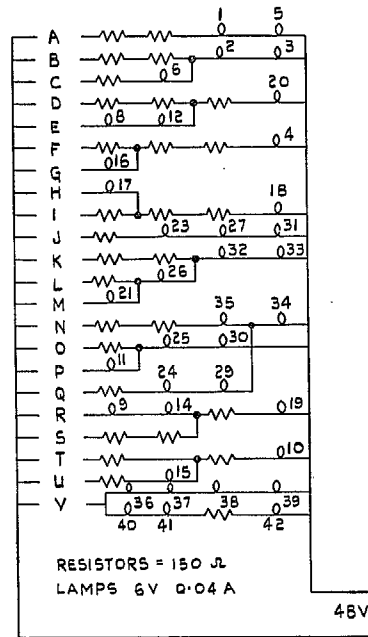 1 5
A
B 2 3
C 6
D 20
E 8 12
F 4
G 16
H 17
I 18
J 23 27 31
K 32 33
L 26
M 21
N 35 34
O 25 30
P 11
Q 24 29
R 9 14 19
S
T 10
U 15
V 36 37 38 39
40 41 42
RESISTORS = 150 Ω
LAMPS 6V 0·04 A
48V